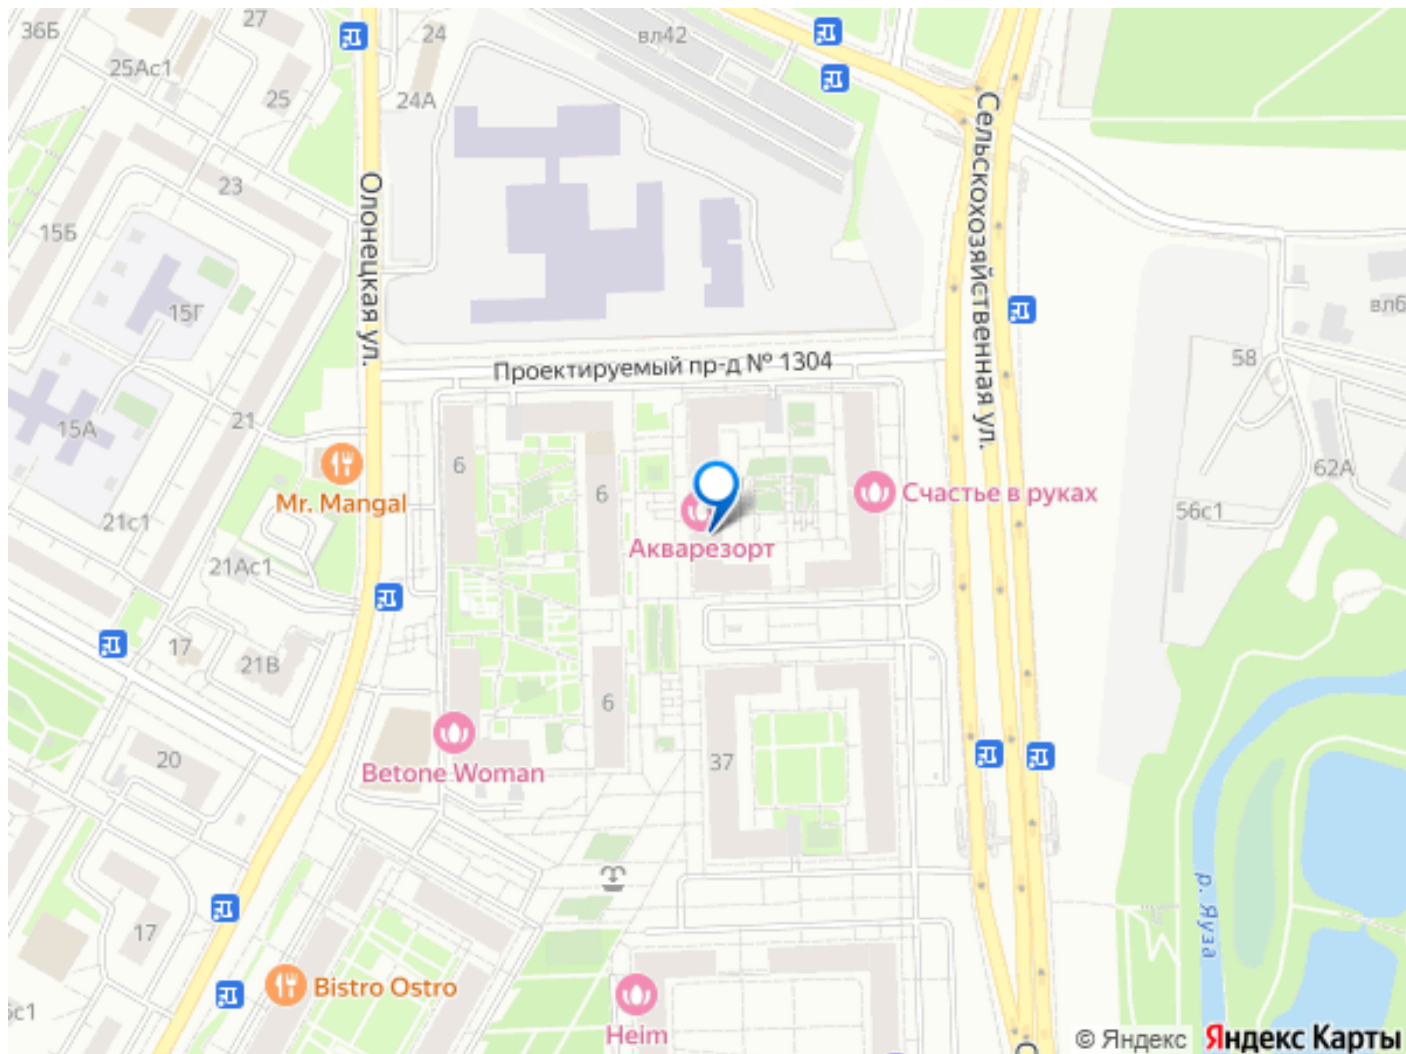 36Б
27
24
вл42
25Ас1
25
24А
Сельскохозяйственная ул.
23
Олонецкая ул.
15Б
15Г
вл6
Проектируемый пр-д № 1304
58
15А
21
6
62А
6
Счастье в руках
Mr. Mangal
56с1
21с1
Акварезорт
21Ас1
17
21В
6
20
37
Betone Woman
р. Яуза
17
Bistro Ostro
Heim
© Яндекс
Яндекс Карты